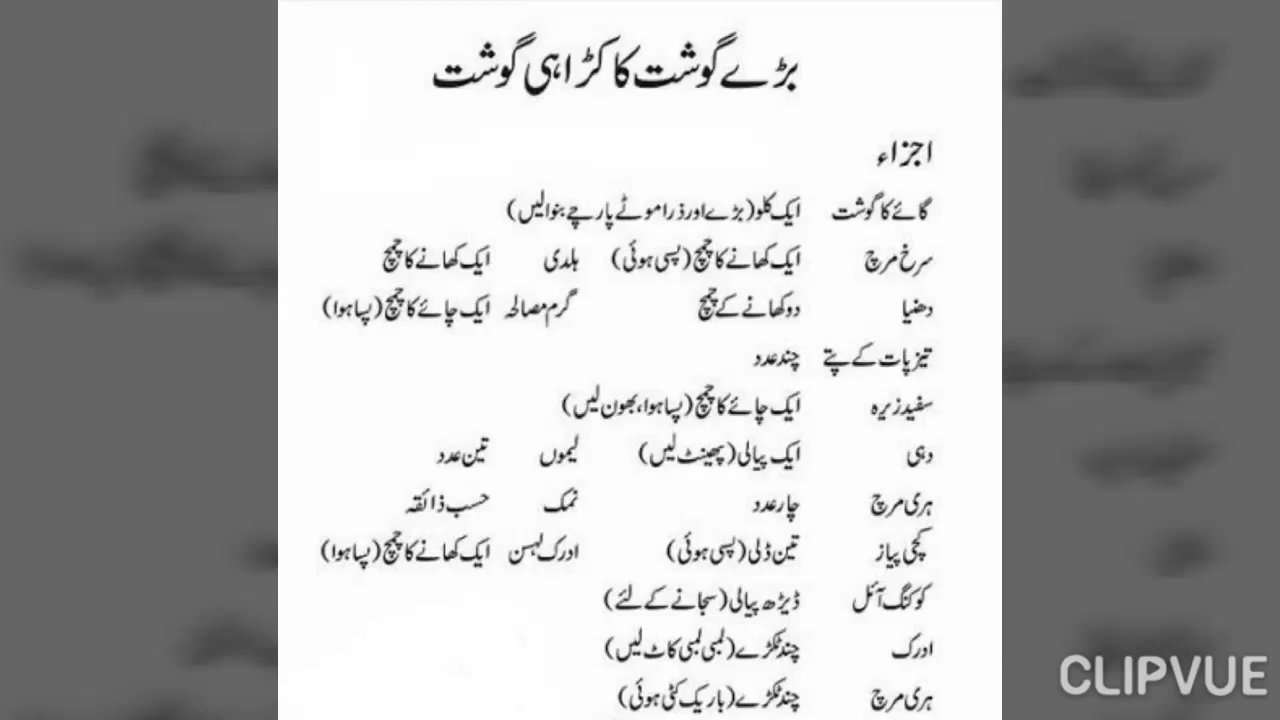 بڑے گوشت کا کڑاہی گوشت
اجزاء
گائے کا گوشت ایک کلو (بڑے اور ذرا موٹے پارچے بنوالیں)
سرخ مرچ ایک کھانے کا چمچ (پسی ہوئی) ہلدی ایک کھانے کا چمچ
دھنیا دو کھانے کے چمچ گرم مصالحہ ایک چائے کا چمچ (پسا ہوا)
تیزپات کے پتے چند عدد
سفید زیرہ ایک چائے کا چمچ (پسا ہوا، بھون لیں)
دہی ایک پیالی (پھینٹ لیں) لیموں تین عدد
ہری مرچ چار عدد نمک حسب ذائقہ
کچی پیاز تین ڈلی (پسی ہوئی) ادرک لہسن ایک کھانے کا چمچ (پسا ہوا)
کوکنگ آئل ڈیڑھ پیالی (سجانے کے لئے)
ادرک چند ٹکڑے (لمبی لمبی کاٹ لیں)
ہری مرچ چند ٹکڑے (باریک کٹی ہوئی)
CLIPVUE